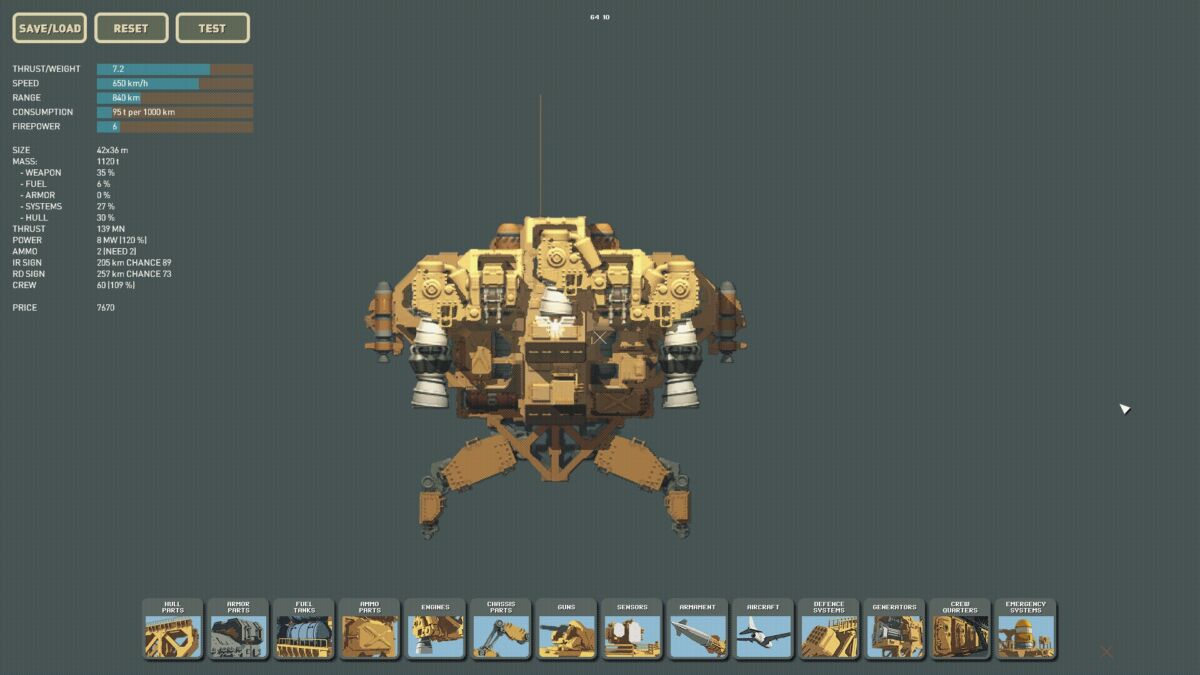 SAVE/LOAD RESET TEST
64 10
THRUST/WEIGHT 7.2
SPEED 650 km/h
RANGE 840 km
CONSUMPTION 95 t per 1000 km
FIREPOWER 6
SIZE 42x36 m
MASS: 1120 t
- WEAPON 35 %
- FUEL 6 %
- ARMOR 0 %
- SYSTEMS 27 %
- HULL 30 %
THRUST 139 MN
POWER 8 MW (120 %)
AMMO 2 (NEED 2)
IR SIGN 205 km CHANCE 89
RD SIGN 257 km CHANCE 73
CREW 60 (109 %)
PRICE 7670
HULL PARTS
ARMOR PARTS
FUEL TANKS
AMMO PARTS
ENGINES
CHASSIS PARTS
GUNS
SENSORS
ARMAMENT
AIRCRAFT
DEFENCE SYSTEMS
GENERATORS
CREW QUARTERS
EMERGENCY SYSTEMS